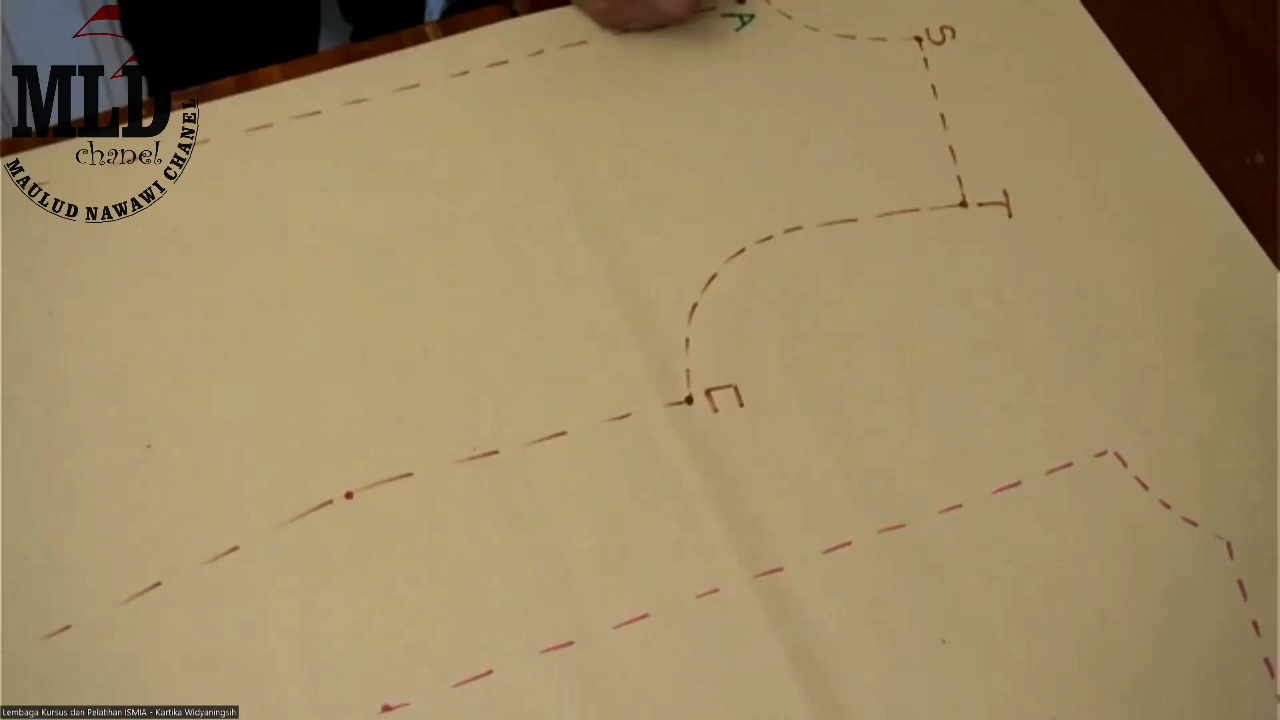 MLD
chanel
MAULUD NAWAWI CHANEL
A
S
T
Lembaga Kursus dan Pelatihan ISMIA - Kartika Widyaningsih